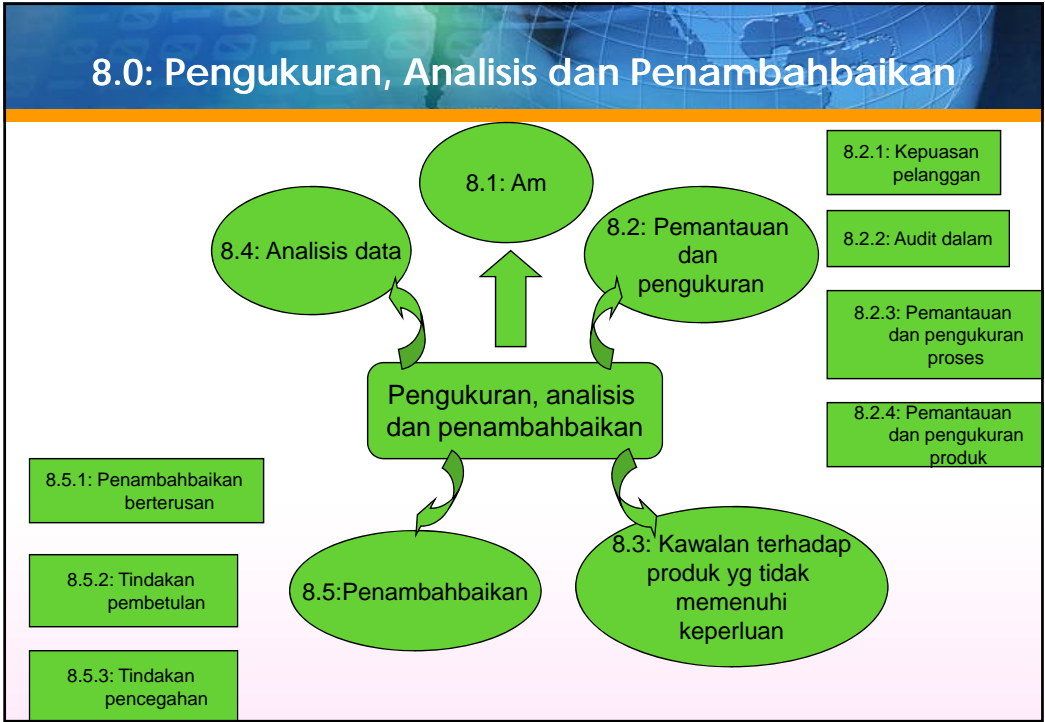 8.0: Pengukuran, Analisis dan Penambahbaikan
8.1: Am
8.2: Pemantauan
dan
pengukuran
8.2.1: Kepuasan
pelanggan
8.2.2: Audit dalam
8.2.3: Pemantauan
dan pengukuran
proses
8.2.4: Pemantauan
dan pengukuran
produk
8.4: Analisis data
Pengukuran, analisis
dan penambahbaikan
8.3: Kawalan terhadap
produk yg tidak
memenuhi
keperluan
8.5:Penambahbaikan
8.5.1: Penambahbaikan
berterusan
8.5.2: Tindakan
pembetulan
8.5.3: Tindakan
pencegahan